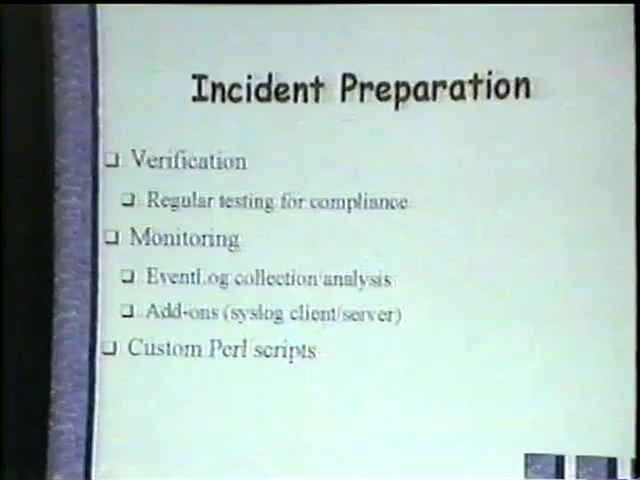 Incident Preparation
Verification
Regular testing for compliance
Monitoring
EventLog collection/analysis
Add-ons (syslog client/server)
Custom Perl scripts